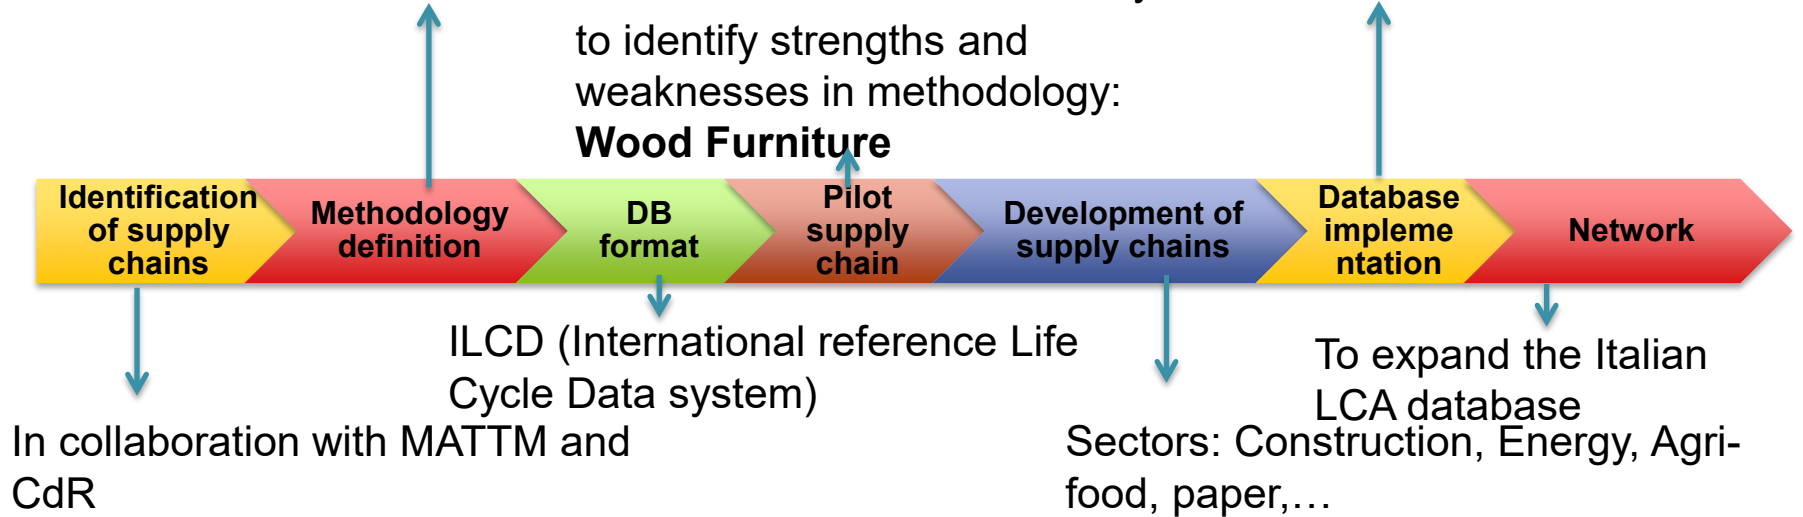 to identify strengths and
weaknesses in methodology:
Wood Furniture
Identification
of supply
chains
Methodology
definition
DB
format
Pilot
supply
chain
Development of
supply chains
Database
impleme
ntation
Network
ILCD (International reference Life
Cycle Data system)
To expand the Italian
LCA database
In collaboration with MATTM and
CdR
Sectors: Construction, Energy, Agri-
food, paper,…